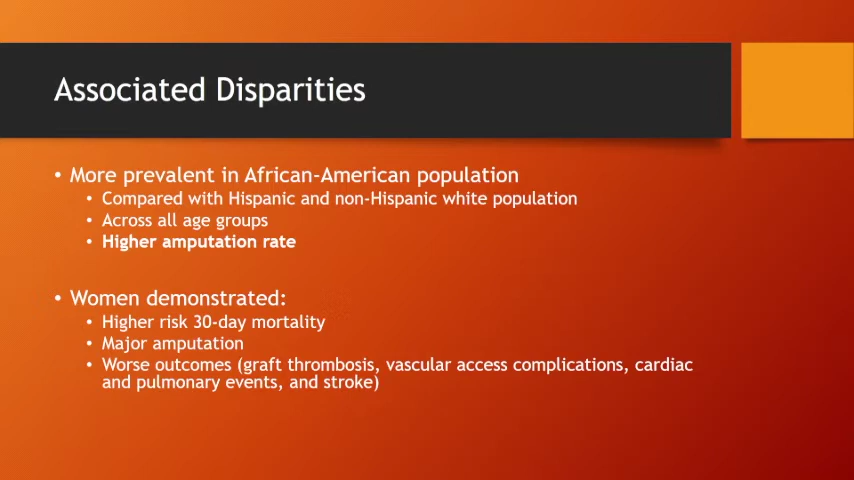 Associated Disparities
• More prevalent in African-American population
• Compared with Hispanic and non-Hispanic white population
• Across all age groups
• Higher amputation rate
• Women demonstrated:
• Higher risk 30-day mortality
• Major amputation
• Worse outcomes (graft thrombosis, vascular access complications, cardiac
and pulmonary events, and stroke)